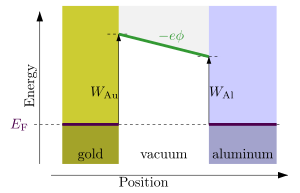 −eϕ
Energy
W_Au
W_Al
E_F
gold
vacuum
aluminum
Position